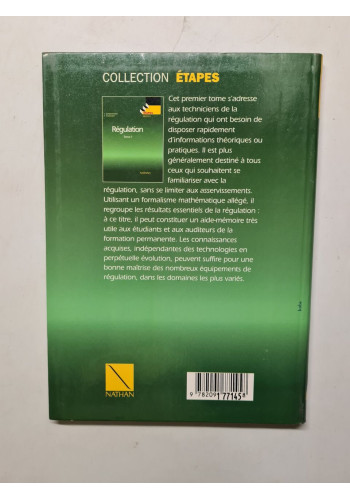 COLLECTION ÉTAPES
Régulation
Cet premier tome s'adresse
aux techniciens de la
régulation qui ont besoin de
disposer rapidement
d'informations théoriques ou
pratiques. Il est plus
généralement destiné à tous
ceux qui souhaitent se
familiariser avec la
régulation, sans se limiter aux asservissements.
Utilisant un formalisme mathématique allégé, il
regroupe les résultats essentiels de la régulation :
à ce titre, il peut constituer un aide-mémoire très
utile aux étudiants et aux auditeurs de la
formation permanente. Les connaissances
acquises, indépendantes des technologies en
perpétuelle évolution, peuvent suffire pour une
bonne maîtrise des nombreux équipements de
régulation, dans les domaines les plus variés.
NATHAN
9 782091 771458